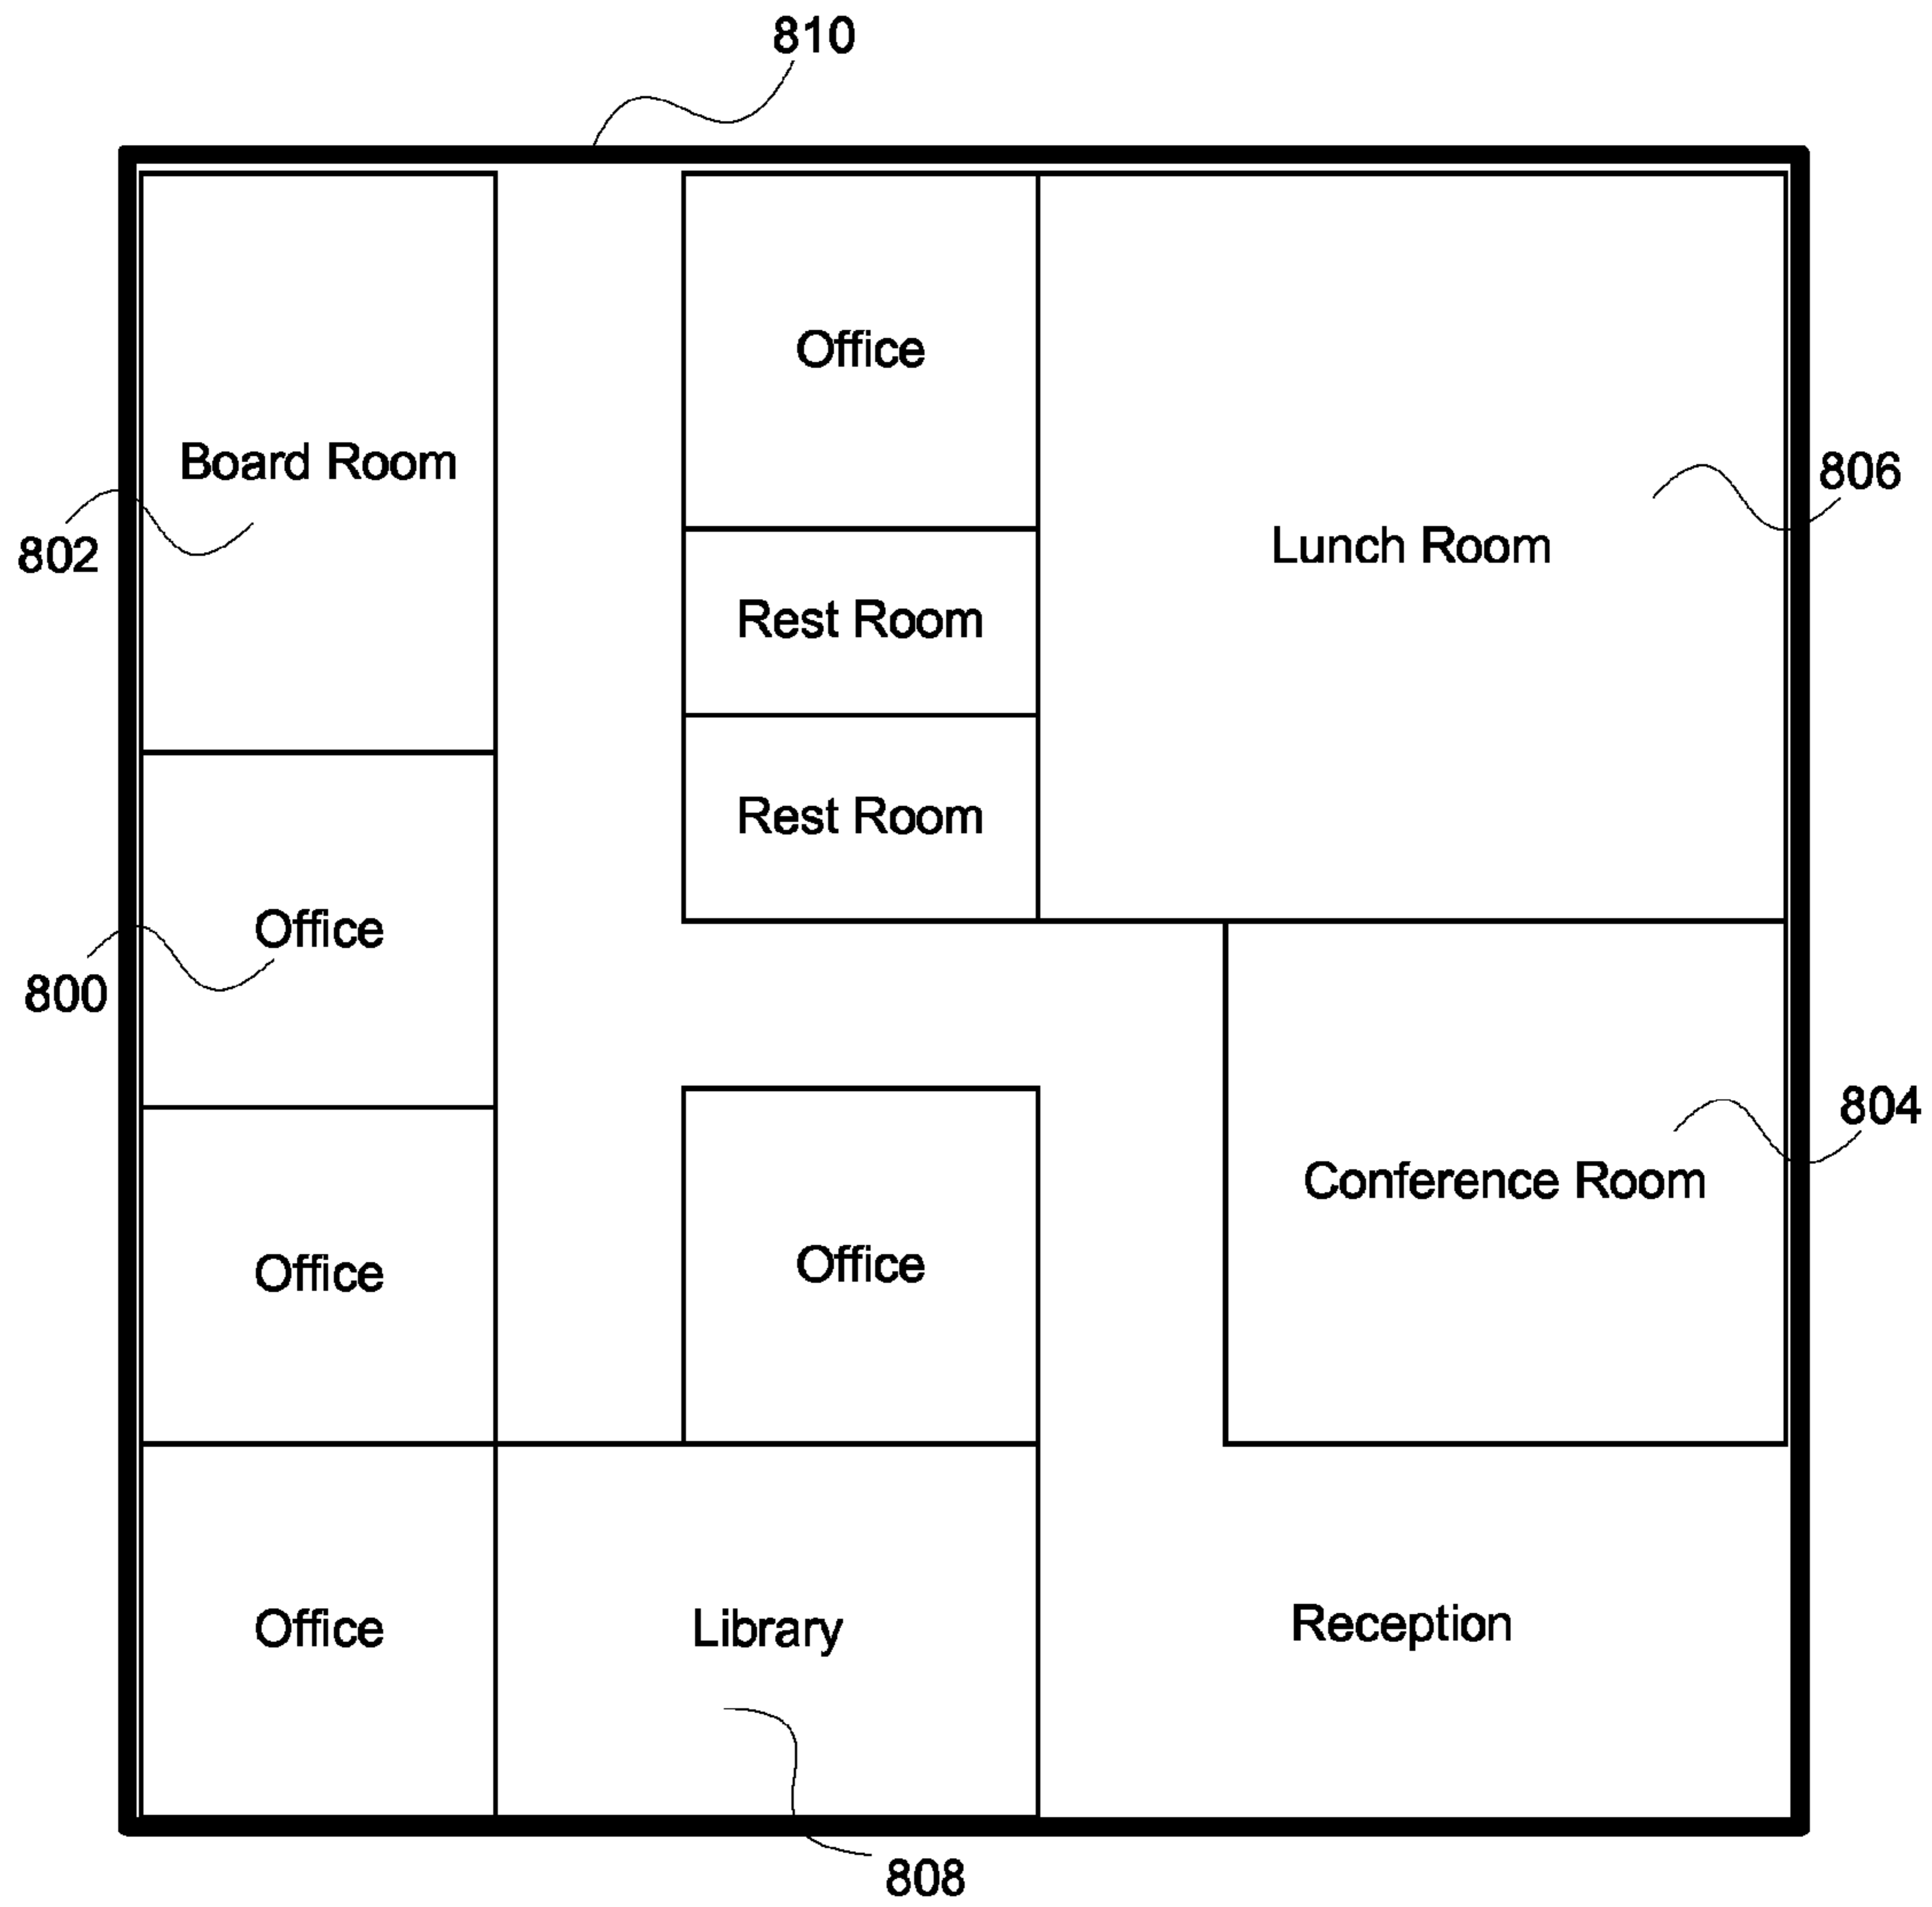 810
Office
Board Room
806
Lunch Room
802
Rest Room
Rest Room
Office
800
804
Conference Room
Office
Office
Office
Library
Reception
808